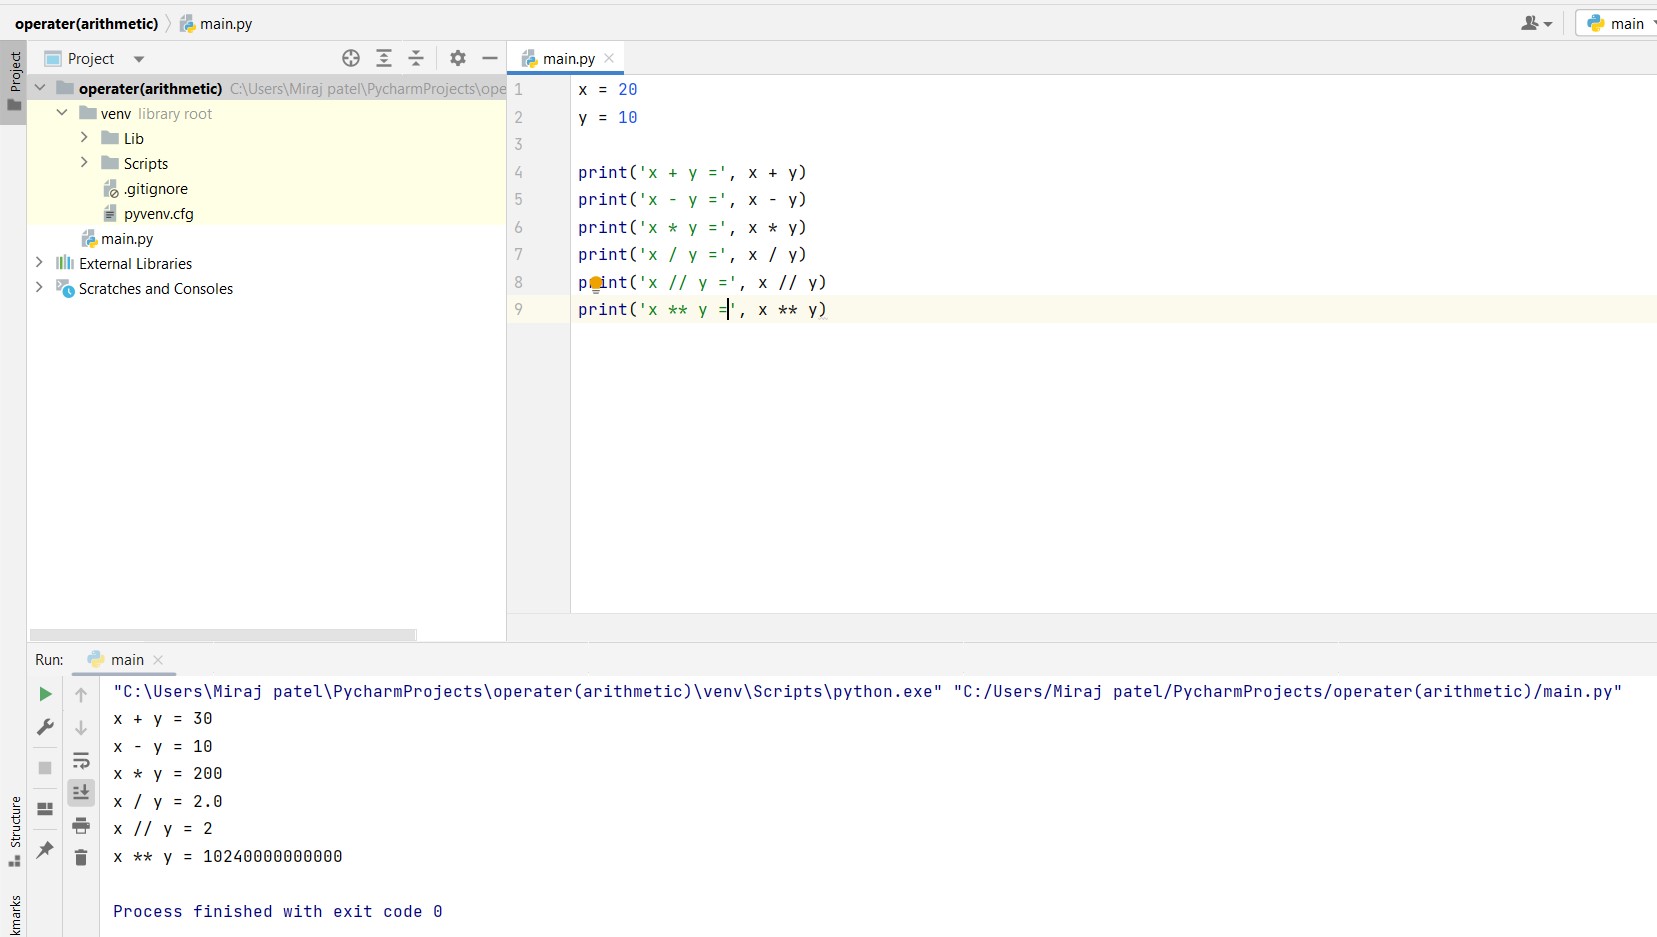 operater(arithmetic) main.py main
Project
Project
main.py
operater(arithmetic) C:\Users\Miraj patel\PycharmProjects\ope
venv library root
Lib
Scripts
.gitignore
pyvenv.cfg
main.py
External Libraries
Scratches and Consoles
1 x = 20
2 y = 10
3
4 print('x + y =', x + y)
5 print('x - y =', x - y)
6 print('x * y =', x * y)
7 print('x / y =', x / y)
8 print('x // y =', x // y)
9 print('x ** y =', x ** y)
Run: main
"C:\Users\Miraj patel\PycharmProjects\operater(arithmetic)\venv\Scripts\python.exe" "C:/Users/Miraj patel/PycharmProjects/operater(arithmetic)/main.py"
x + y = 30
x - y = 10
x * y = 200
x / y = 2.0
x // y = 2
x ** y = 10240000000000
Process finished with exit code 0
Structure
kmarks